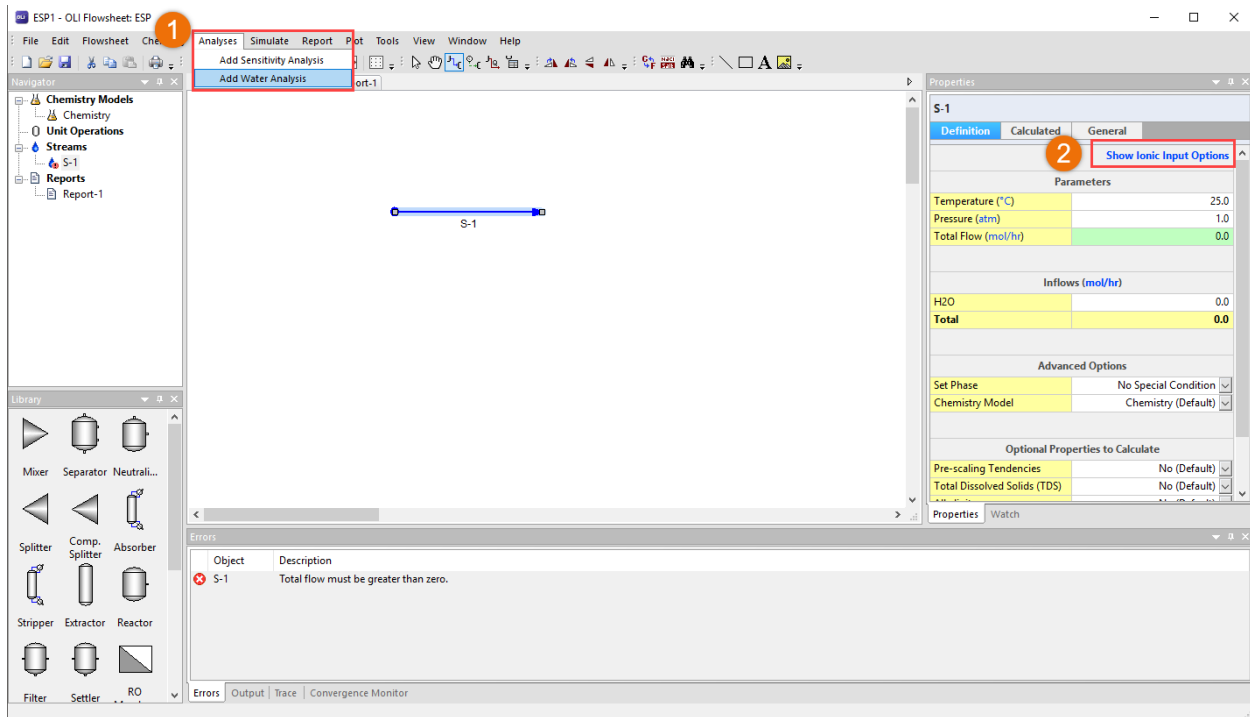 ESP1 - OLI Flowsheet: ESP
1
File Edit Flowsheet Analyses Simulate Report Plot Tools View Window Help
Add Sensitivity Analysis
Add Water Analysis
Navigator
Chemistry Models
Chemistry
Unit Operations
Streams
S-1
Reports
Report-1
S-1
Properties
S-1
Definition Calculated General
2
Show Ionic Input Options
Parameters
Temperature (°C) 25.0
Pressure (atm) 1.0
Total Flow (mol/hr) 0.0
Inflows (mol/hr)
H2O 0.0
Total 0.0
Advanced Options
Set Phase No Special Condition
Chemistry Model Chemistry (Default)
Optional Properties to Calculate
Pre-scaling Tendencies No (Default)
Total Dissolved Solids (TDS) No (Default)
Properties Watch
Library
Mixer Separator Neutrali...
Splitter Comp. Splitter Absorber
Stripper Extractor Reactor
Filter Settler RO
Errors
Object Description
S-1 Total flow must be greater than zero.
Errors Output Trace Convergence Monitor